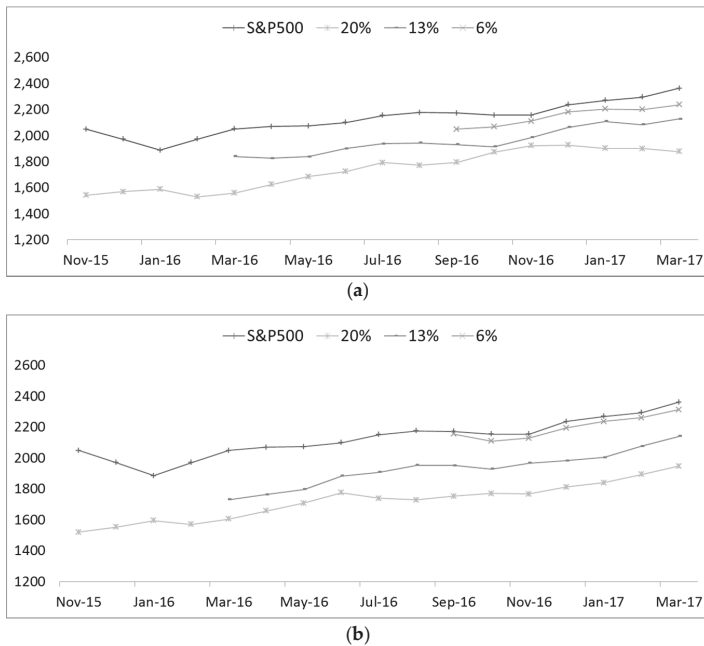 S&P500 20% 13% 6%
2,600
2,400
2,200
2,000
1,800
1,600
1,400
1,200
Nov-15 Jan-16 Mar-16 May-16 Jul-16 Sep-16 Nov-16 Jan-17 Mar-17
(a)
S&P500 20% 13% 6%
2600
2400
2200
2000
1800
1600
1400
1200
Nov-15 Jan-16 Mar-16 May-16 Jul-16 Sep-16 Nov-16 Jan-17 Mar-17
(b)